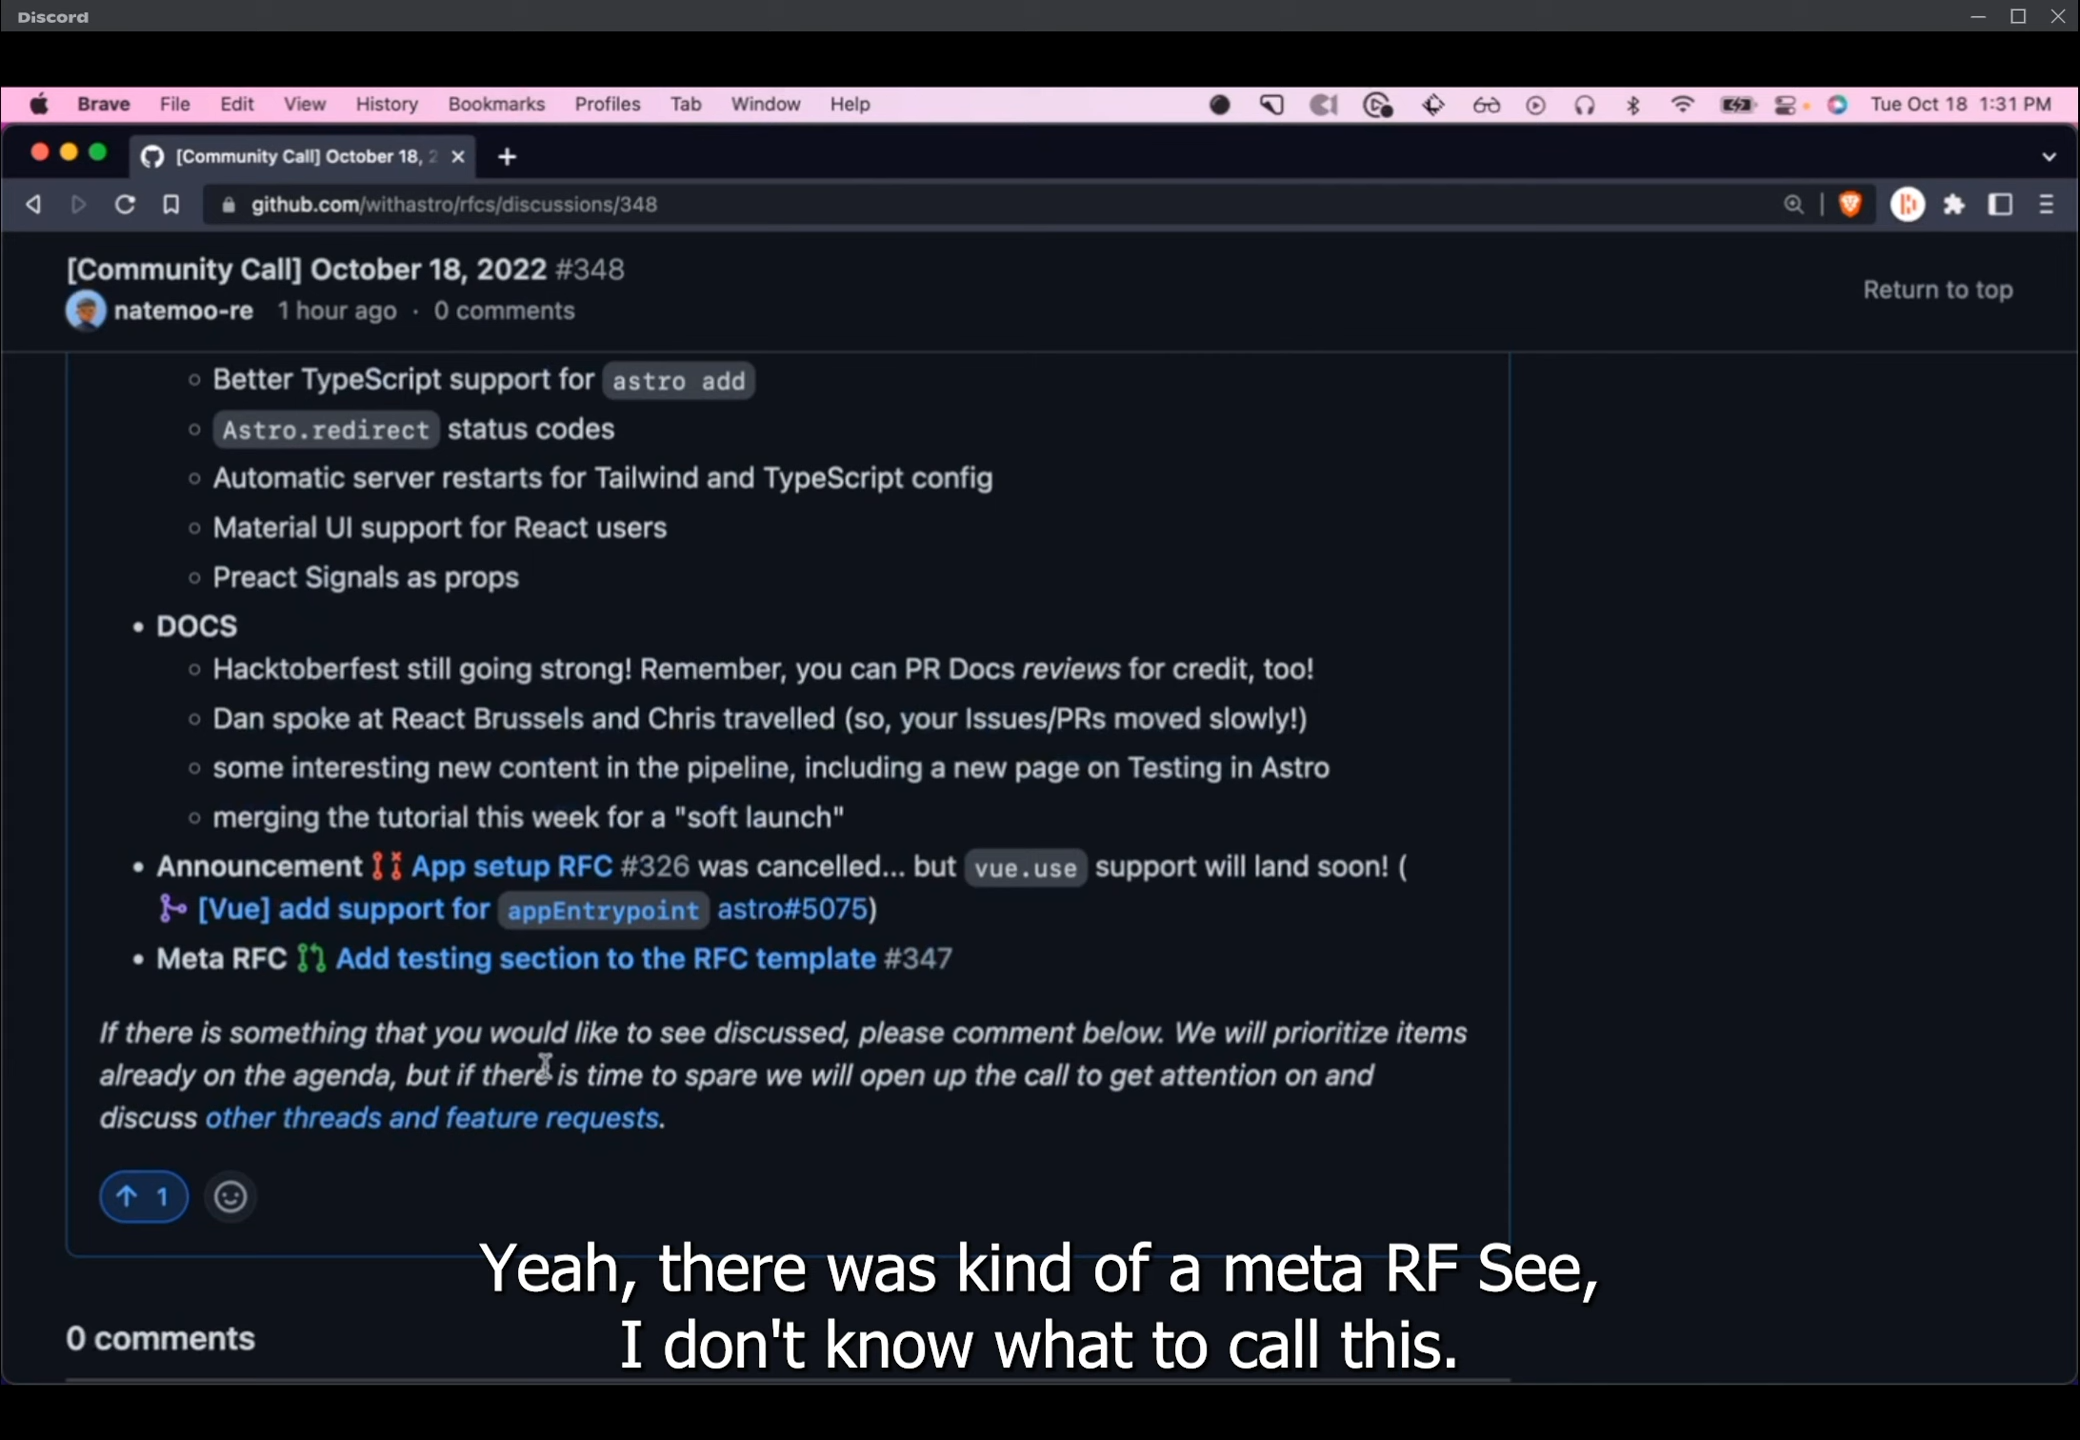 Discord
Brave File Edit View History Bookmarks Profiles Tab Window Help Tue Oct 18 1:31 PM
[Community Call] October 18, 2
github.com/withastro/rfcs/discussions/348
[Community Call] October 18, 2022 #348
Return to top
natemoo-re 1 hour ago · 0 comments
Better TypeScript support for astro add
Astro.redirect status codes
Automatic server restarts for Tailwind and TypeScript config
Material UI support for React users
Preact Signals as props
DOCS
Hacktoberfest still going strong! Remember, you can PR Docs reviews for credit, too!
Dan spoke at React Brussels and Chris travelled (so, your Issues/PRs moved slowly!)
some interesting new content in the pipeline, including a new page on Testing in Astro
merging the tutorial this week for a "soft launch"
Announcement App setup RFC #326 was cancelled... but vue.use support will land soon! (
[Vue] add support for appEntrypoint astro#5075)
Meta RFC Add testing section to the RFC template #347
If there is something that you would like to see discussed, please comment below. We will prioritize items
already on the agenda, but if there is time to spare we will open up the call to get attention on and
discuss other threads and feature requests.
1
Yeah, there was kind of a meta RF See,
I don't know what to call this.
0 comments